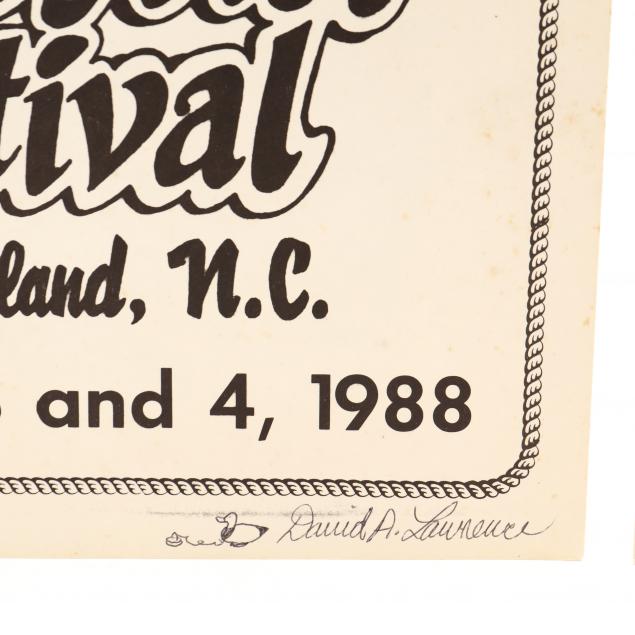 tival
land, N.C.
and 4, 1988
David A. Lawrence